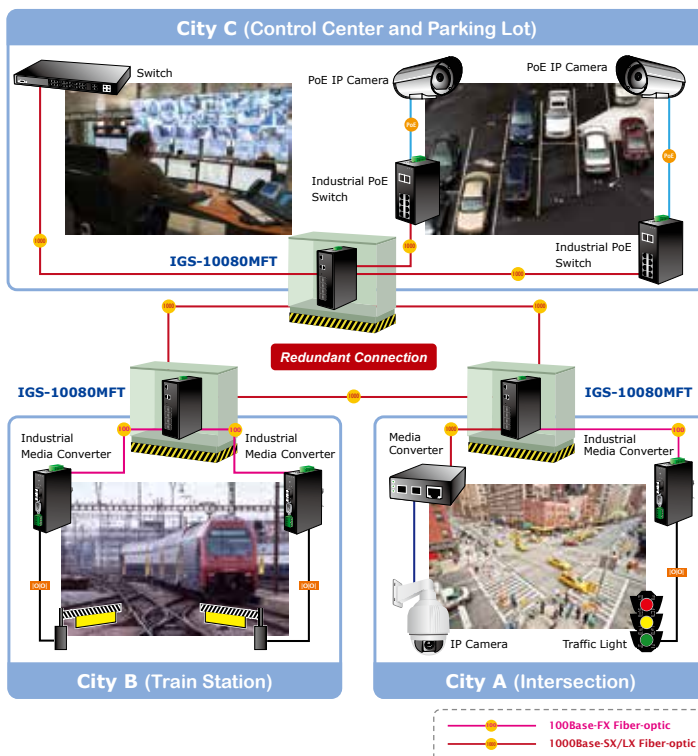 City C (Control Center and Parking Lot)
Switch
PoE IP Camera
PoE IP Camera
PoE
PoE
Industrial PoE
Switch
Industrial PoE
Switch
1000
1000
1000
IGS-10080MFT
1000
1000
Redundant Connection
IGS-10080MFT
IGS-10080MFT
1000
100
100
1000
100
Industrial
Media Converter
Industrial
Media Converter
Media
Converter
Industrial
Media Converter
|O|O|
|O|O|
|O|O|
IP Camera
Traffic Light
City B (Train Station)
City A (Intersection)
100
100Base-FX Fiber-optic
1000Base-SX/LX Fiber-optic